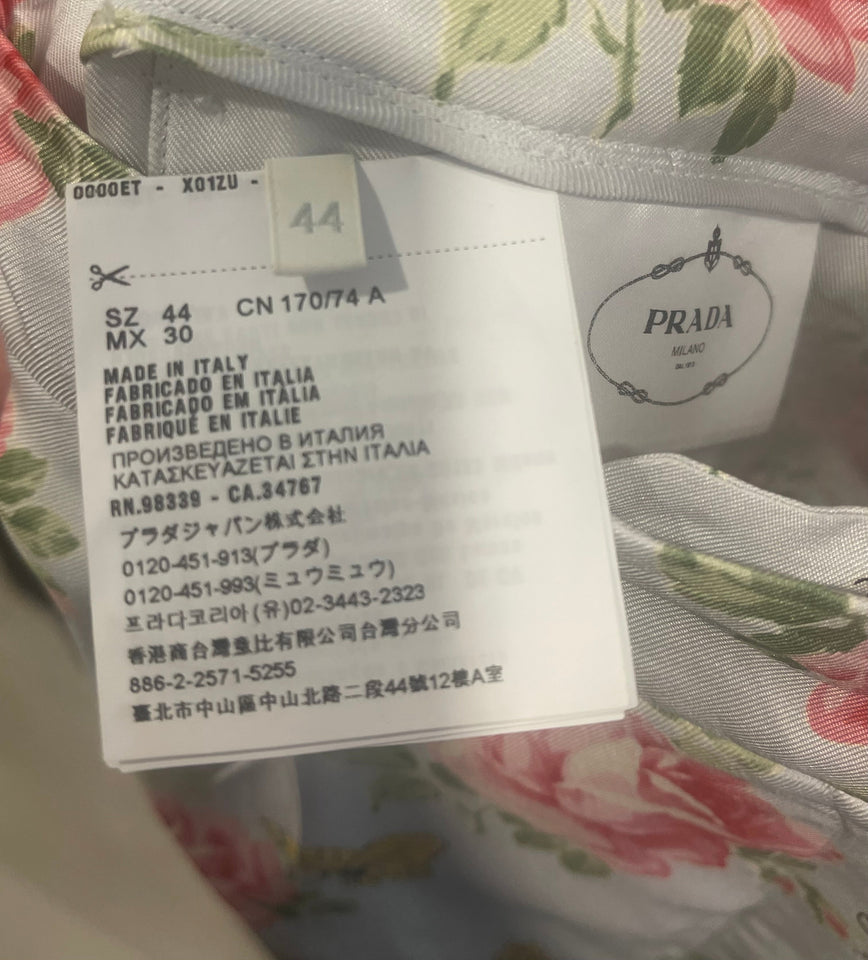 0000ET - X01ZU -
44
SZ 44 CN 170/74 A
MX 30
MADE IN ITALY
FABRICADO EN ITALIA
FABRICADO EM ITÁLIA
FABRIQUÉ EN ITALIE
ПРОИЗВЕДЕНО В ИТАЛИЯ
ΚΑΤΑΣΚΕΥΑΖΕΤΑΙ ΣΤΗΝ ΙΤΑΛΙΑ
RN.98339 - CA.34767
プラダジャパン株式会社
0120-451-913(プラダ)
0120-451-993(ミュウミュウ)
프라다코리아(유)02-3443-2323
香港商台灣壹比有限公司台灣分公司
886-2-2571-5255
臺北市中山區中山北路二段44號12樓A室
PRADA
MILANO
DAL 1913